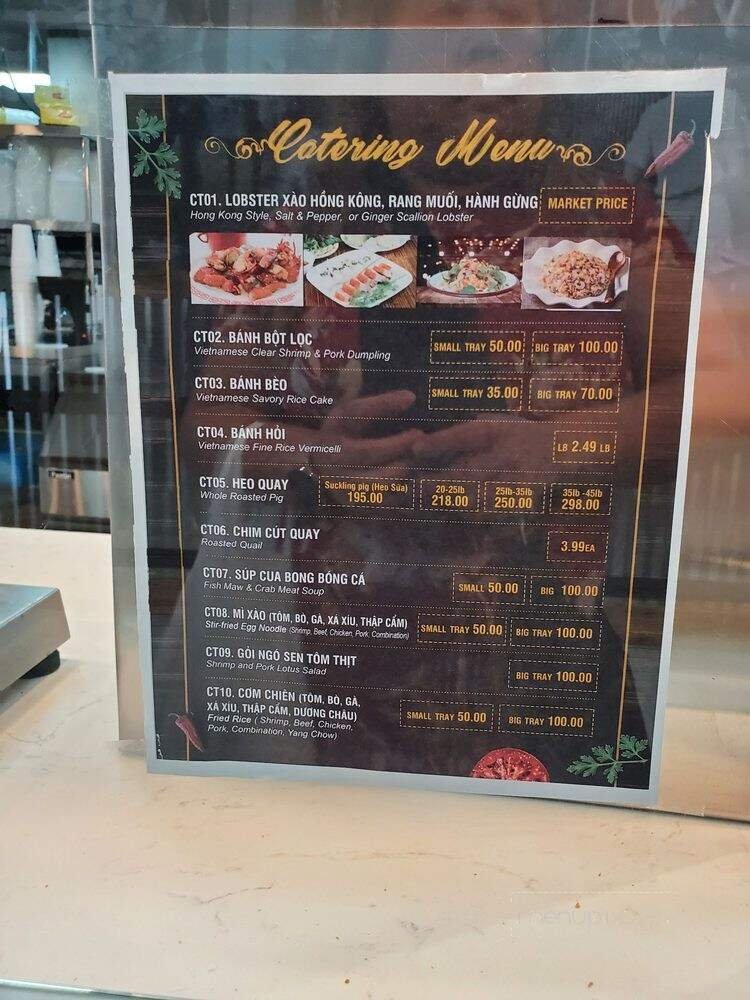 Catering Menu
CT01. LOBSTER XÀO HỒNG KÔNG, RANG MUỐI, HÀNH GỪNG MARKET PRICE
Hong Kong Style, Salt & Pepper, or Ginger Scallion Lobster
CT02. BÁNH BỘT LỌC SMALL TRAY 50.00 BIG TRAY 100.00
Vietnamese Clear Shrimp & Pork Dumpling
CT03. BÁNH BÈO SMALL TRAY 35.00 BIG TRAY 70.00
Vietnamese Savory Rice Cake
CT04. BÁNH HỎI LB 2.49 LB
Vietnamese Fine Rice Vermicelli
CT05. HEO QUAY Suckling pig (Heo Sữa) 20-25lb 25lb-35lb 35lb -45lb
Whole Roasted Pig 195.00 218.00 250.00 298.00
CT06. CHIM CÚT QUAY 3.99EA
Roasted Quail
CT07. SÚP CUA BONG BÓNG CÁ SMALL 50.00 BIG 100.00
Fish Maw & Crab Meat Soup
CT08. MÌ XÀO (TÔM, BÒ, GÀ, XÁ XÍU, THẬP CẨM) SMALL TRAY 50.00 BIG TRAY 100.00
Stir-fried Egg Noodle (Shrimp, Beef, Chicken, Pork, Combination)
CT09. GỎI NGÓ SEN TÔM THỊT BIG TRAY 100.00
Shrimp and Pork Lotus Salad
CT10. CƠM CHIÊN (TÔM, BÒ, GÀ,
XÁ XÍU, THẬP CẨM, DƯƠNG CHÂU) SMALL TRAY 50.00 BIG TRAY 100.00
Fried Rice ( Shrimp, Beef, Chicken,
Pork, Combination, Yang Chow)